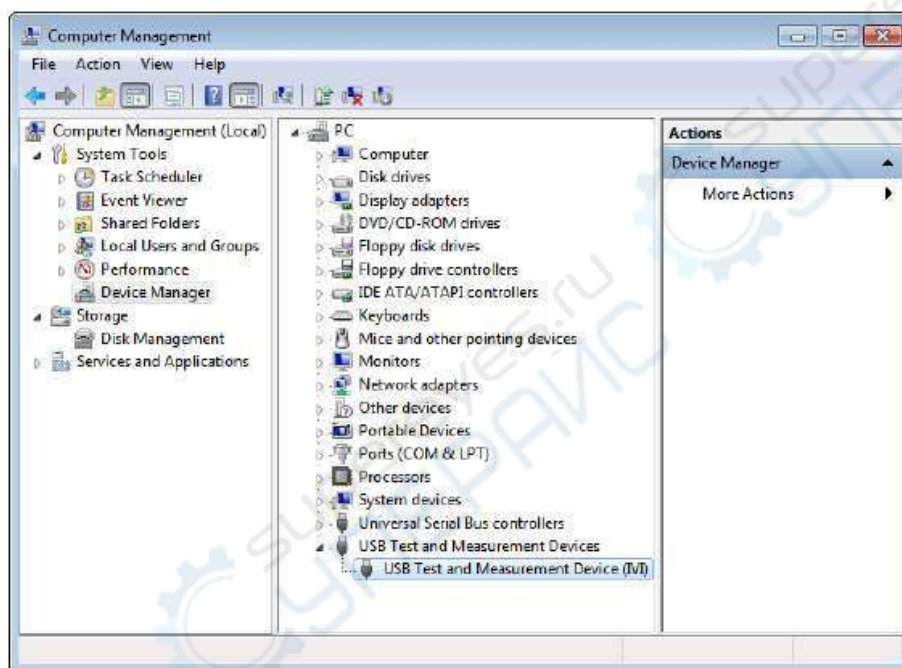 Computer Management
File Action View Help
Computer Management (Local)
System Tools
Task Scheduler
Event Viewer
Shared Folders
Local Users and Groups
Performance
Device Manager
Storage
Disk Management
Services and Applications
PC
Computer
Disk drives
Display adapters
DVD/CD-ROM drives
Floppy disk drives
Floppy drive controllers
IDE ATA/ATAPI controllers
Keyboards
Mice and other pointing devices
Monitors
Network adapters
Other devices
Portable Devices
Ports (COM & LPT)
Processors
System devices
Universal Serial Bus controllers
USB Test and Measurement Devices
USB Test and Measurement Device (IVI)
Actions
Device Manager
More Actions
supereyes.ru
СУПЕРАЙС